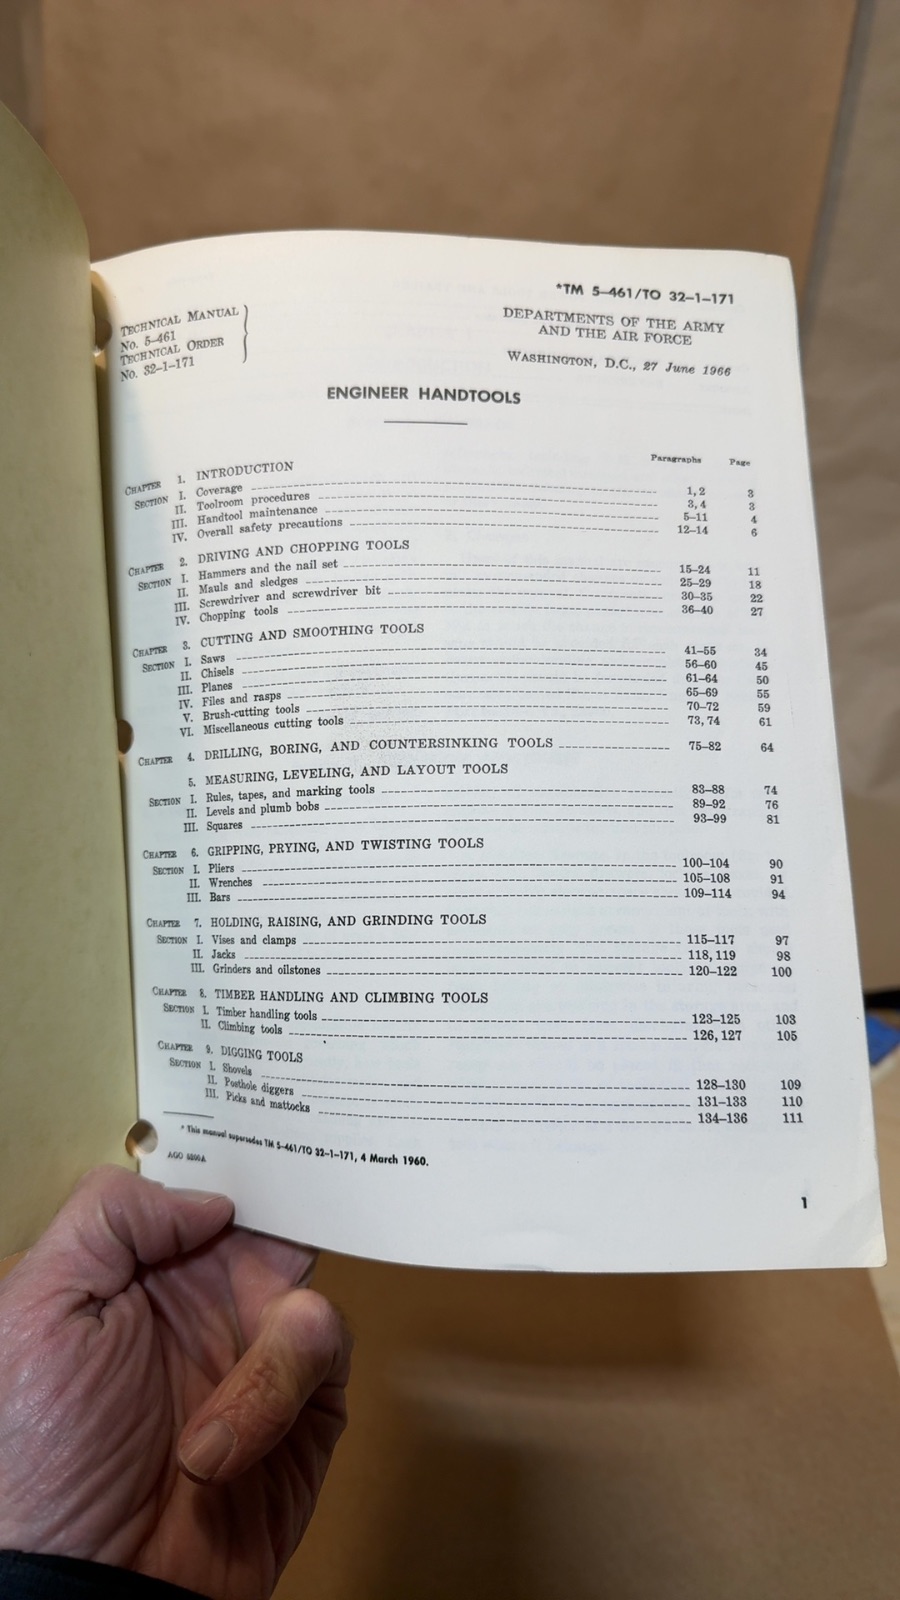 *TM 5-461/TO 32-1-171
TECHNICAL MANUAL
No. 5-461
TECHNICAL ORDER
No. 32-1-171
DEPARTMENTS OF THE ARMY
AND THE AIR FORCE
WASHINGTON, D.C., 27 June 1966
ENGINEER HANDTOOLS
Paragraphs Page
CHAPTER 1. INTRODUCTION
SECTION I. Coverage 1, 2 3
II. Toolroom procedures 3, 4 3
III. Handtool maintenance 5-11 4
IV. Overall safety precautions 12-14 6
CHAPTER 2. DRIVING AND CHOPPING TOOLS
SECTION I. Hammers and the nail set 15-24 11
II. Mauls and sledges 25-29 18
III. Screwdriver and screwdriver bit 30-35 22
IV. Chopping tools 36-40 27
CHAPTER 3. CUTTING AND SMOOTHING TOOLS
SECTION I. Saws 41-55 34
II. Chisels 56-60 45
III. Planes 61-64 50
IV. Files and rasps 65-69 55
V. Brush-cutting tools 70-72 59
VI. Miscellaneous cutting tools 73, 74 61
CHAPTER 4. DRILLING, BORING, AND COUNTERSINKING TOOLS 75-82 64
5. MEASURING, LEVELING, AND LAYOUT TOOLS
SECTION I. Rules, tapes, and marking tools 83-88 74
II. Levels and plumb bobs 89-92 76
III. Squares 93-99 81
CHAPTER 6. GRIPPING, PRYING, AND TWISTING TOOLS
SECTION I. Pliers 100-104 90
II. Wrenches 105-108 91
III. Bars 109-114 94
CHAPTER 7. HOLDING, RAISING, AND GRINDING TOOLS
SECTION I. Vises and clamps 115-117 97
II. Jacks 118, 119 98
III. Grinders and oilstones 120-122 100
CHAPTER 8. TIMBER HANDLING AND CLIMBING TOOLS
SECTION I. Timber handling tools 123-125 103
II. Climbing tools 126, 127 105
CHAPTER 9. DIGGING TOOLS
SECTION I. Shovels 128-130 109
II. Posthole diggers 131-133 110
III. Picks and mattocks 134-136 111
* This manual supersedes TM 5-461/TO 32-1-171, 4 March 1960.
AGO
1